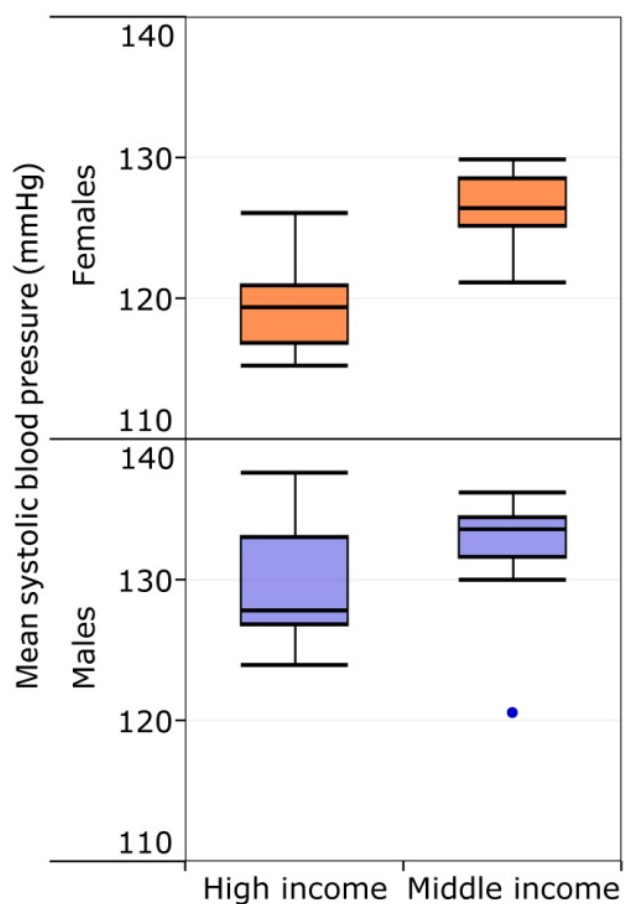 Mean systolic blood pressure (mmHg)
Females
140
130
120
110
Males
140
130
120
110
High income Middle income